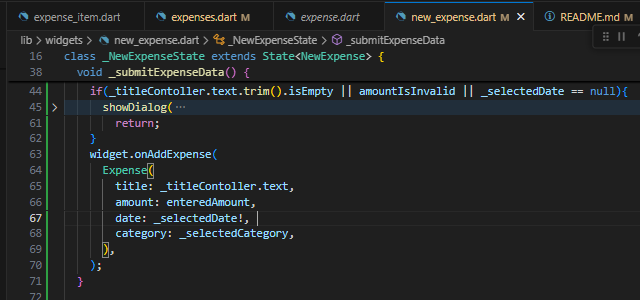 expense_item.dart expenses.dart expense.dart new_expense.dart M README.md M
lib > widgets > new_expense.dart > _NewExpenseState > _submitExpenseData
16 class _NewExpenseState extends State<NewExpense> {
38 void _submitExpenseData() {
44 if(_titleContoller.text.trim().isEmpty || amountIsInvalid || _selectedDate == null){
45 showDialog( ...
61 return;
62 }
63 widget.onAddExpense(
64 Expense(
65 title: _titleContoller.text,
66 amount: enteredAmount,
67 date: _selectedDate!,
68 category: _selectedCategory,
69 ),
70 );
71 }
72